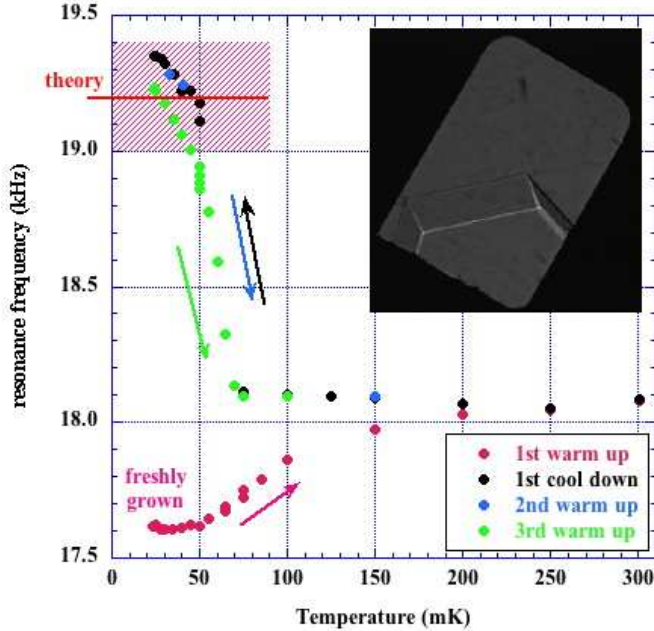 19.5
theory
19.0
18.5
resonance frequency (kHz)
18.0
freshly
grown
17.5
1st warm up
1st cool down
2nd warm up
3rd warm up
0 50 100 150 200 250 300
Temperature (mK)